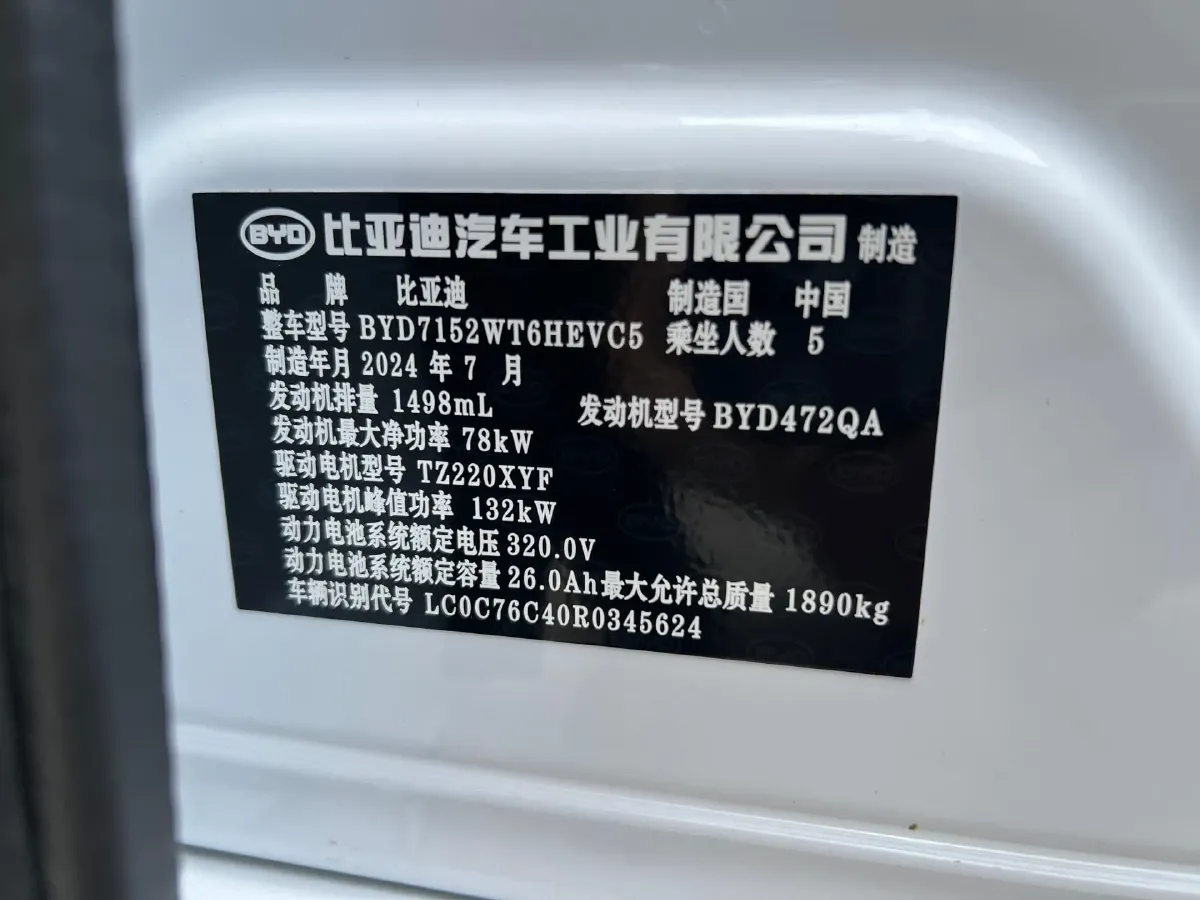 BYD 比亚迪汽车工业有限公司 制造
品 牌 比亚迪 制造国 中国
整车型号 BYD7152WT6HEVC5 乘坐人数 5
制造年月 2024 年 7 月
发动机排量 1498mL 发动机型号 BYD472QA
发动机最大净功率 78kW
驱动电机型号 TZ220XYF
驱动电机峰值功率 132kW
动力电池系统额定电压 320.0V
动力电池系统额定容量 26.0Ah 最大允许总质量 1890kg
车辆识别代号 LC0C76C40R0345624